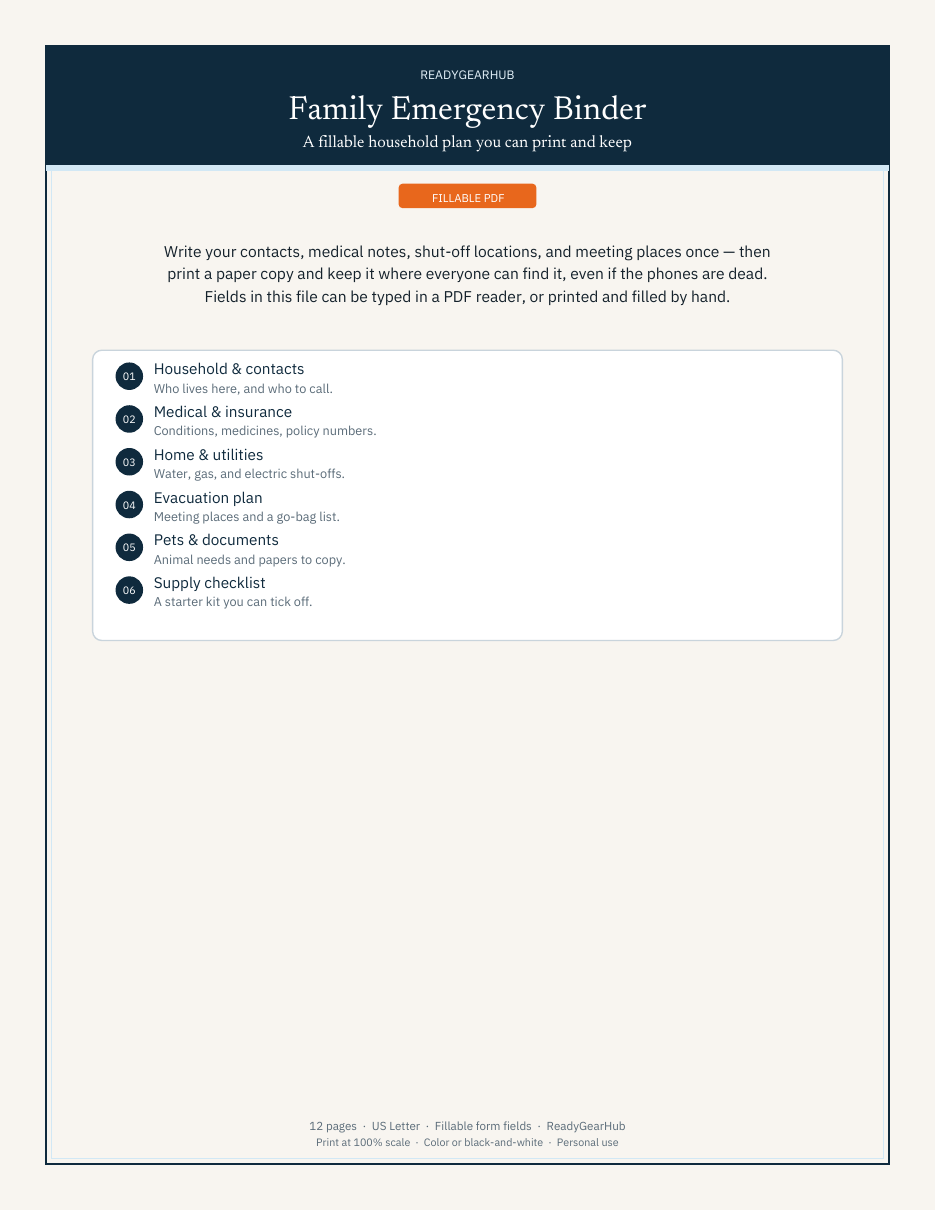 READYGEARHUB
Family Emergency Binder
A fillable household plan you can print and keep
FILLABLE PDF
Write your contacts, medical notes, shut-off locations, and meeting places once — then
print a paper copy and keep it where everyone can find it, even if the phones are dead.
Fields in this file can be typed in a PDF reader, or printed and filled by hand.
01 Household & contacts
Who lives here, and who to call.
02 Medical & insurance
Conditions, medicines, policy numbers.
03 Home & utilities
Water, gas, and electric shut-offs.
04 Evacuation plan
Meeting places and a go-bag list.
05 Pets & documents
Animal needs and papers to copy.
06 Supply checklist
A starter kit you can tick off.
12 pages · US Letter · Fillable form fields · ReadyGearHub
Print at 100% scale · Color or black-and-white · Personal use